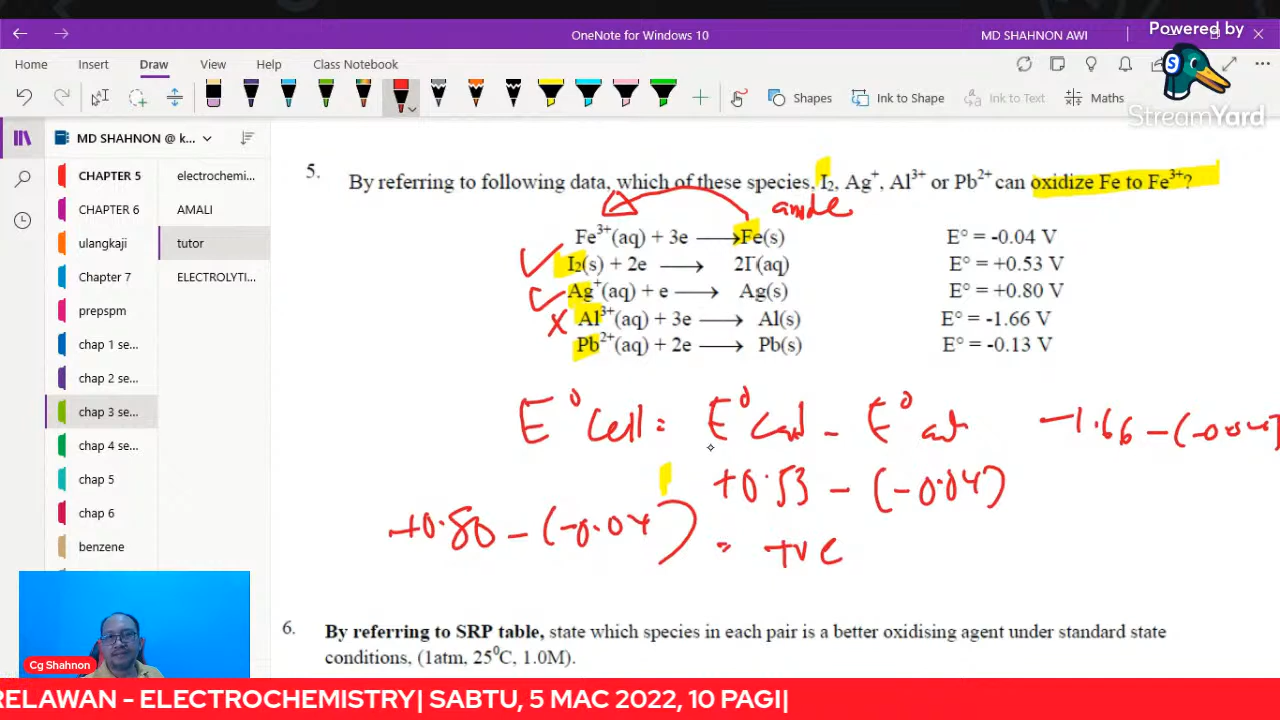 OneNote for Windows 10
MD SHAHNON AWI
Powered by
StreamYard
Home Insert Draw View Help Class Notebook
Shapes Ink to Shape Ink to Text Maths
MD SHAHNON @ k...
CHAPTER 5
CHAPTER 6
ulangkaji
Chapter 7
prepspm
chap 1 se...
chap 2 se...
chap 3 se...
chap 4 se...
chap 5
chap 6
benzene
electrochemi...
AMALI
tutor
ELECTROLYTI...
5. By referring to following data, which of these species, I₂, Ag⁺, Al³⁺ or Pb²⁺ can oxidize Fe to Fe³⁺?
anode
Fe³⁺(aq) + 3e ⟶ Fe(s) E° = -0.04 V
I₂(s) + 2e ⟶ 2I⁻(aq) E° = +0.53 V
Ag⁺(aq) + e ⟶ Ag(s) E° = +0.80 V
Al³⁺(aq) + 3e ⟶ Al(s) E° = -1.66 V
Pb²⁺(aq) + 2e ⟶ Pb(s) E° = -0.13 V
E° cell = E° cat - E° an
-1.66 - (-0.04)
+0.53 - (-0.04)
+0.80 - (-0.04)
= +ve
6. By referring to SRP table, state which species in each pair is a better oxidising agent under standard state
conditions, (1atm, 25⁰C, 1.0M).
Cg Shahnon
RELAWAN - ELECTROCHEMISTRY| SABTU, 5 MAC 2022, 10 PAGI|